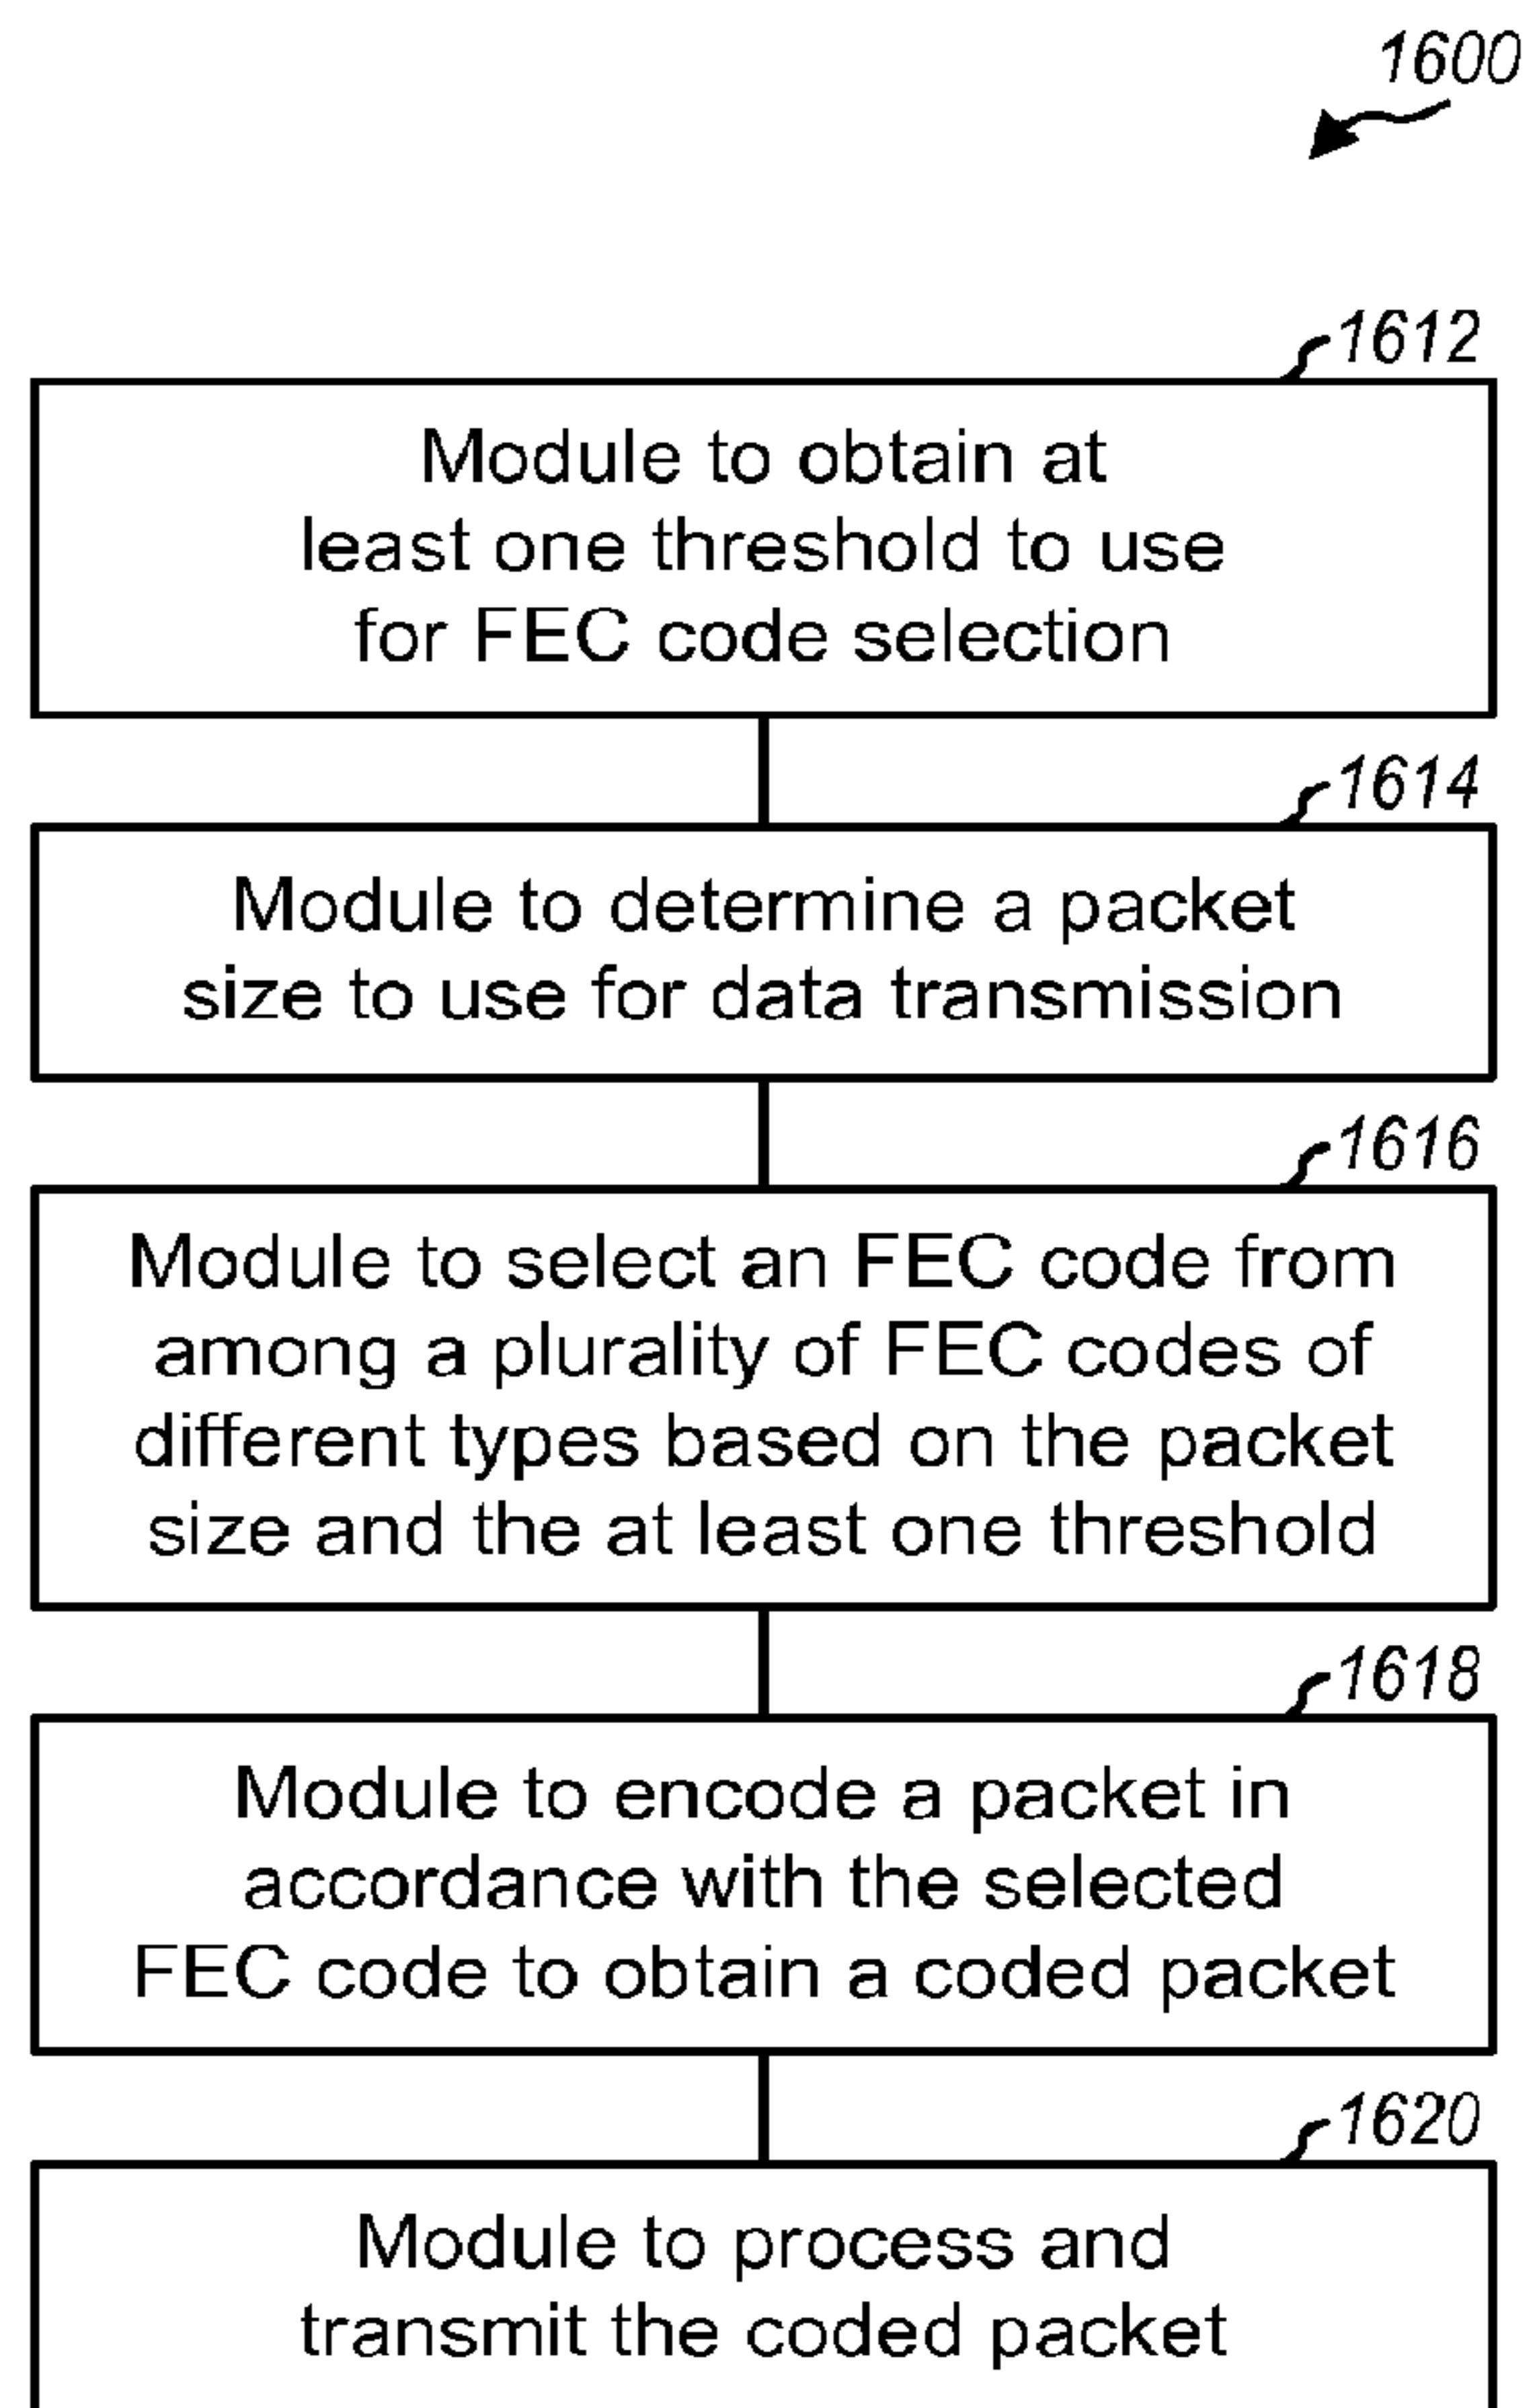 1600
1612
Module to obtain at
least one threshold to use
for FEC code selection
1614
Module to determine a packet
size to use for data transmission
1616
Module to select an FEC code from
among a plurality of FEC codes of
different types based on the packet
size and the at least one threshold
1618
Module to encode a packet in
accordance with the selected
FEC code to obtain a coded packet
1620
Module to process and
transmit the coded packet